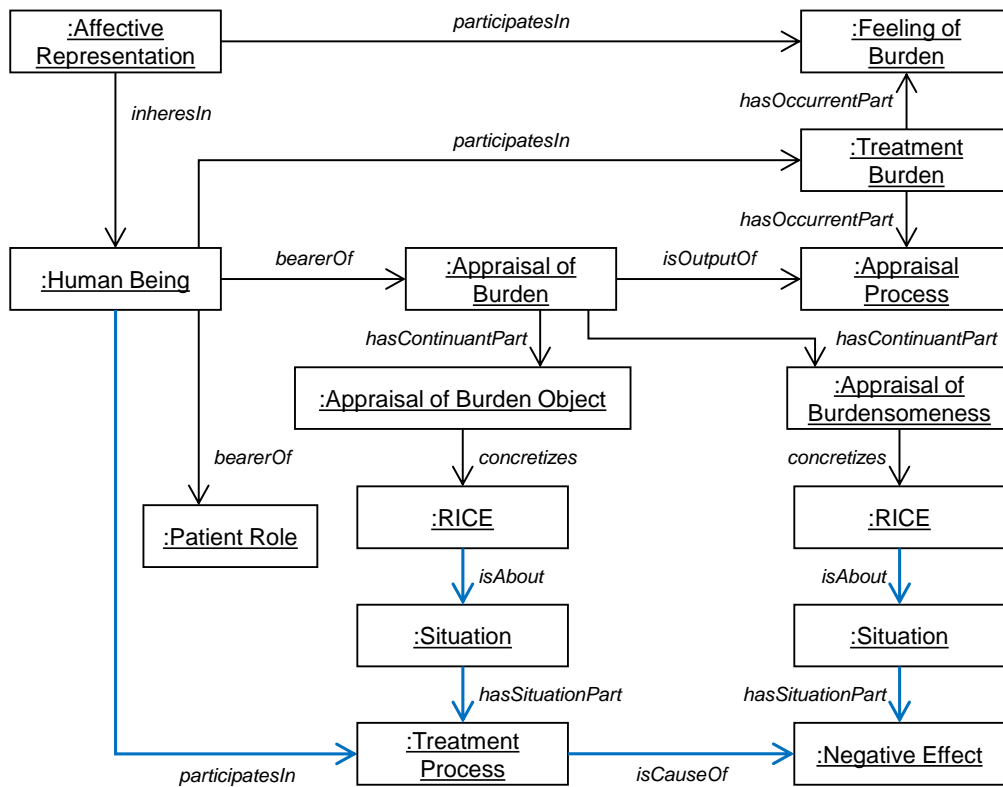 :Affective
Representation
participatesIn
:Feeling of
Burden
inheresIn
hasOccurrentPart
participatesIn
:Treatment
Burden
hasOccurrentPart
:Human Being
bearerOf
:Appraisal of
Burden
isOutputOf
:Appraisal
Process
hasContinuantPart
hasContinuantPart
:Appraisal of Burden Object
:Appraisal of
Burdensomeness
bearerOf
concretizes
concretizes
:Patient Role
:RICE
:RICE
isAbout
isAbout
:Situation
:Situation
hasSituationPart
hasSituationPart
participatesIn
:Treatment
Process
isCauseOf
:Negative Effect